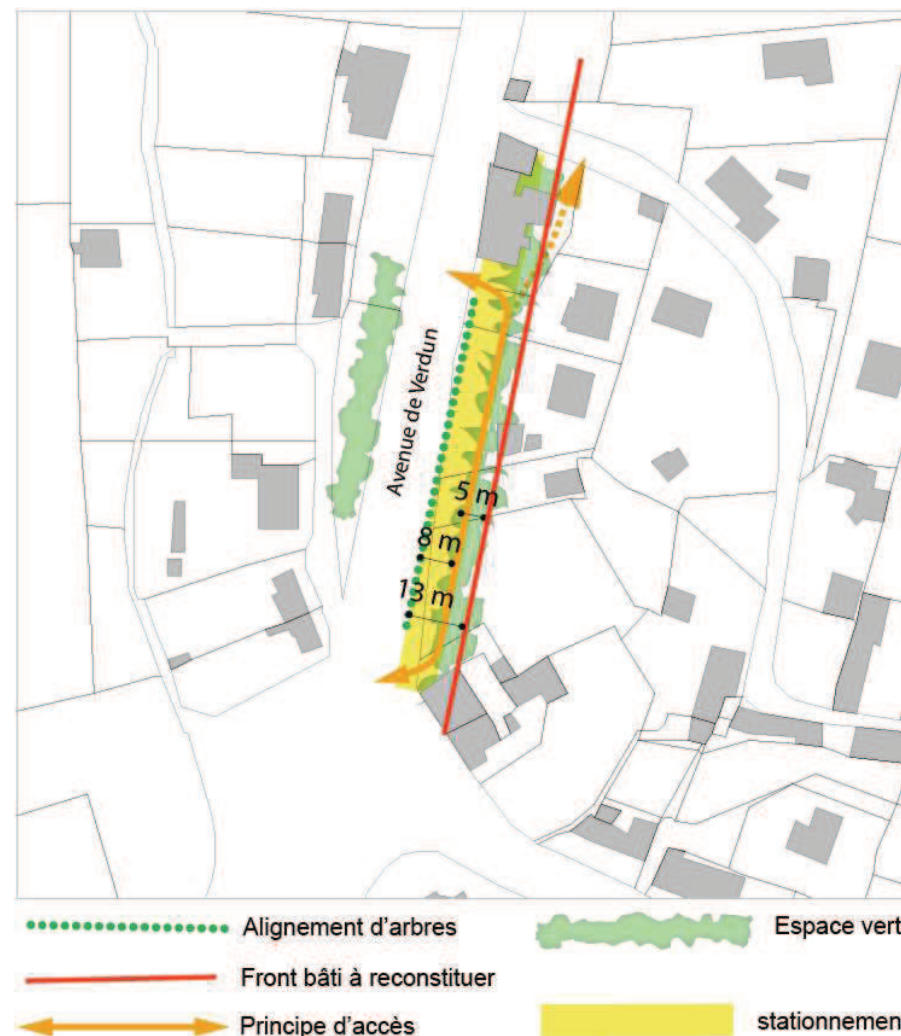 Avenue de Verdun
5 m
8 m
13 m
Alignement d'arbres
Espace vert
Front bâti à reconstituer
Principe d'accès
stationnemen